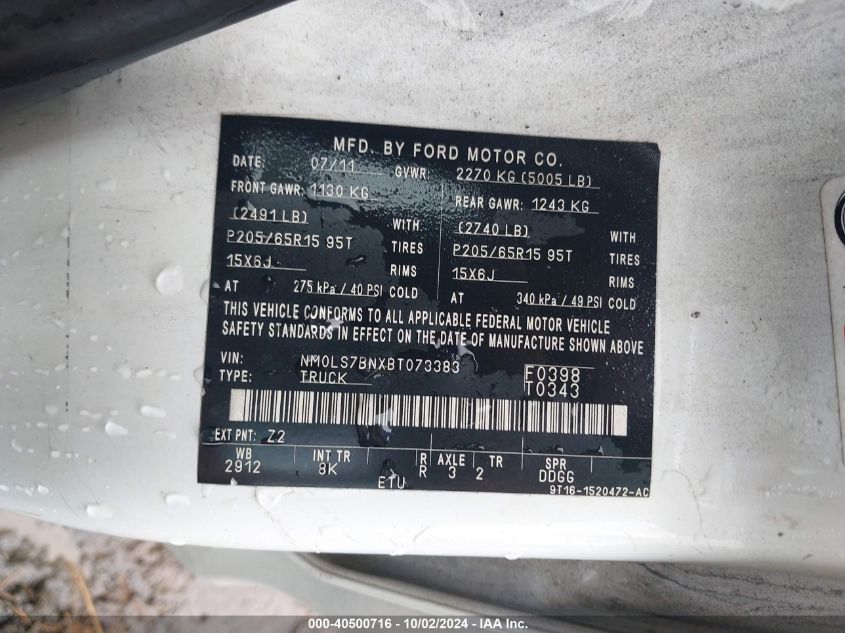 MFD. BY FORD MOTOR CO.
DATE: 07/11 GVWR: 2270 KG (5005 LB)
FRONT GAWR: 1130 KG REAR GAWR: 1243 KG
(2491 LB) WITH (2740 LB) WITH
P205/65R15 95T TIRES P205/65R15 95T TIRES
15X6J RIMS 15X6J RIMS
AT 275 kPa / 40 PSI COLD AT 340 kPa / 49 PSI COLD
THIS VEHICLE CONFORMS TO ALL APPLICABLE FEDERAL MOTOR VEHICLE
SAFETY STANDARDS IN EFFECT ON THE DATE OF MANUFACTURE SHOWN ABOVE
VIN: NM0LS7BNXBT073383 F0398
TYPE: TRUCK T0343
EXT PNT: Z2
WB INT TR R AXLE TR SPR
2912 8K R 3 2 DDGG
E1U 9T16-1520472-AC
000-40500716 - 10/02/2024 - IAA Inc.